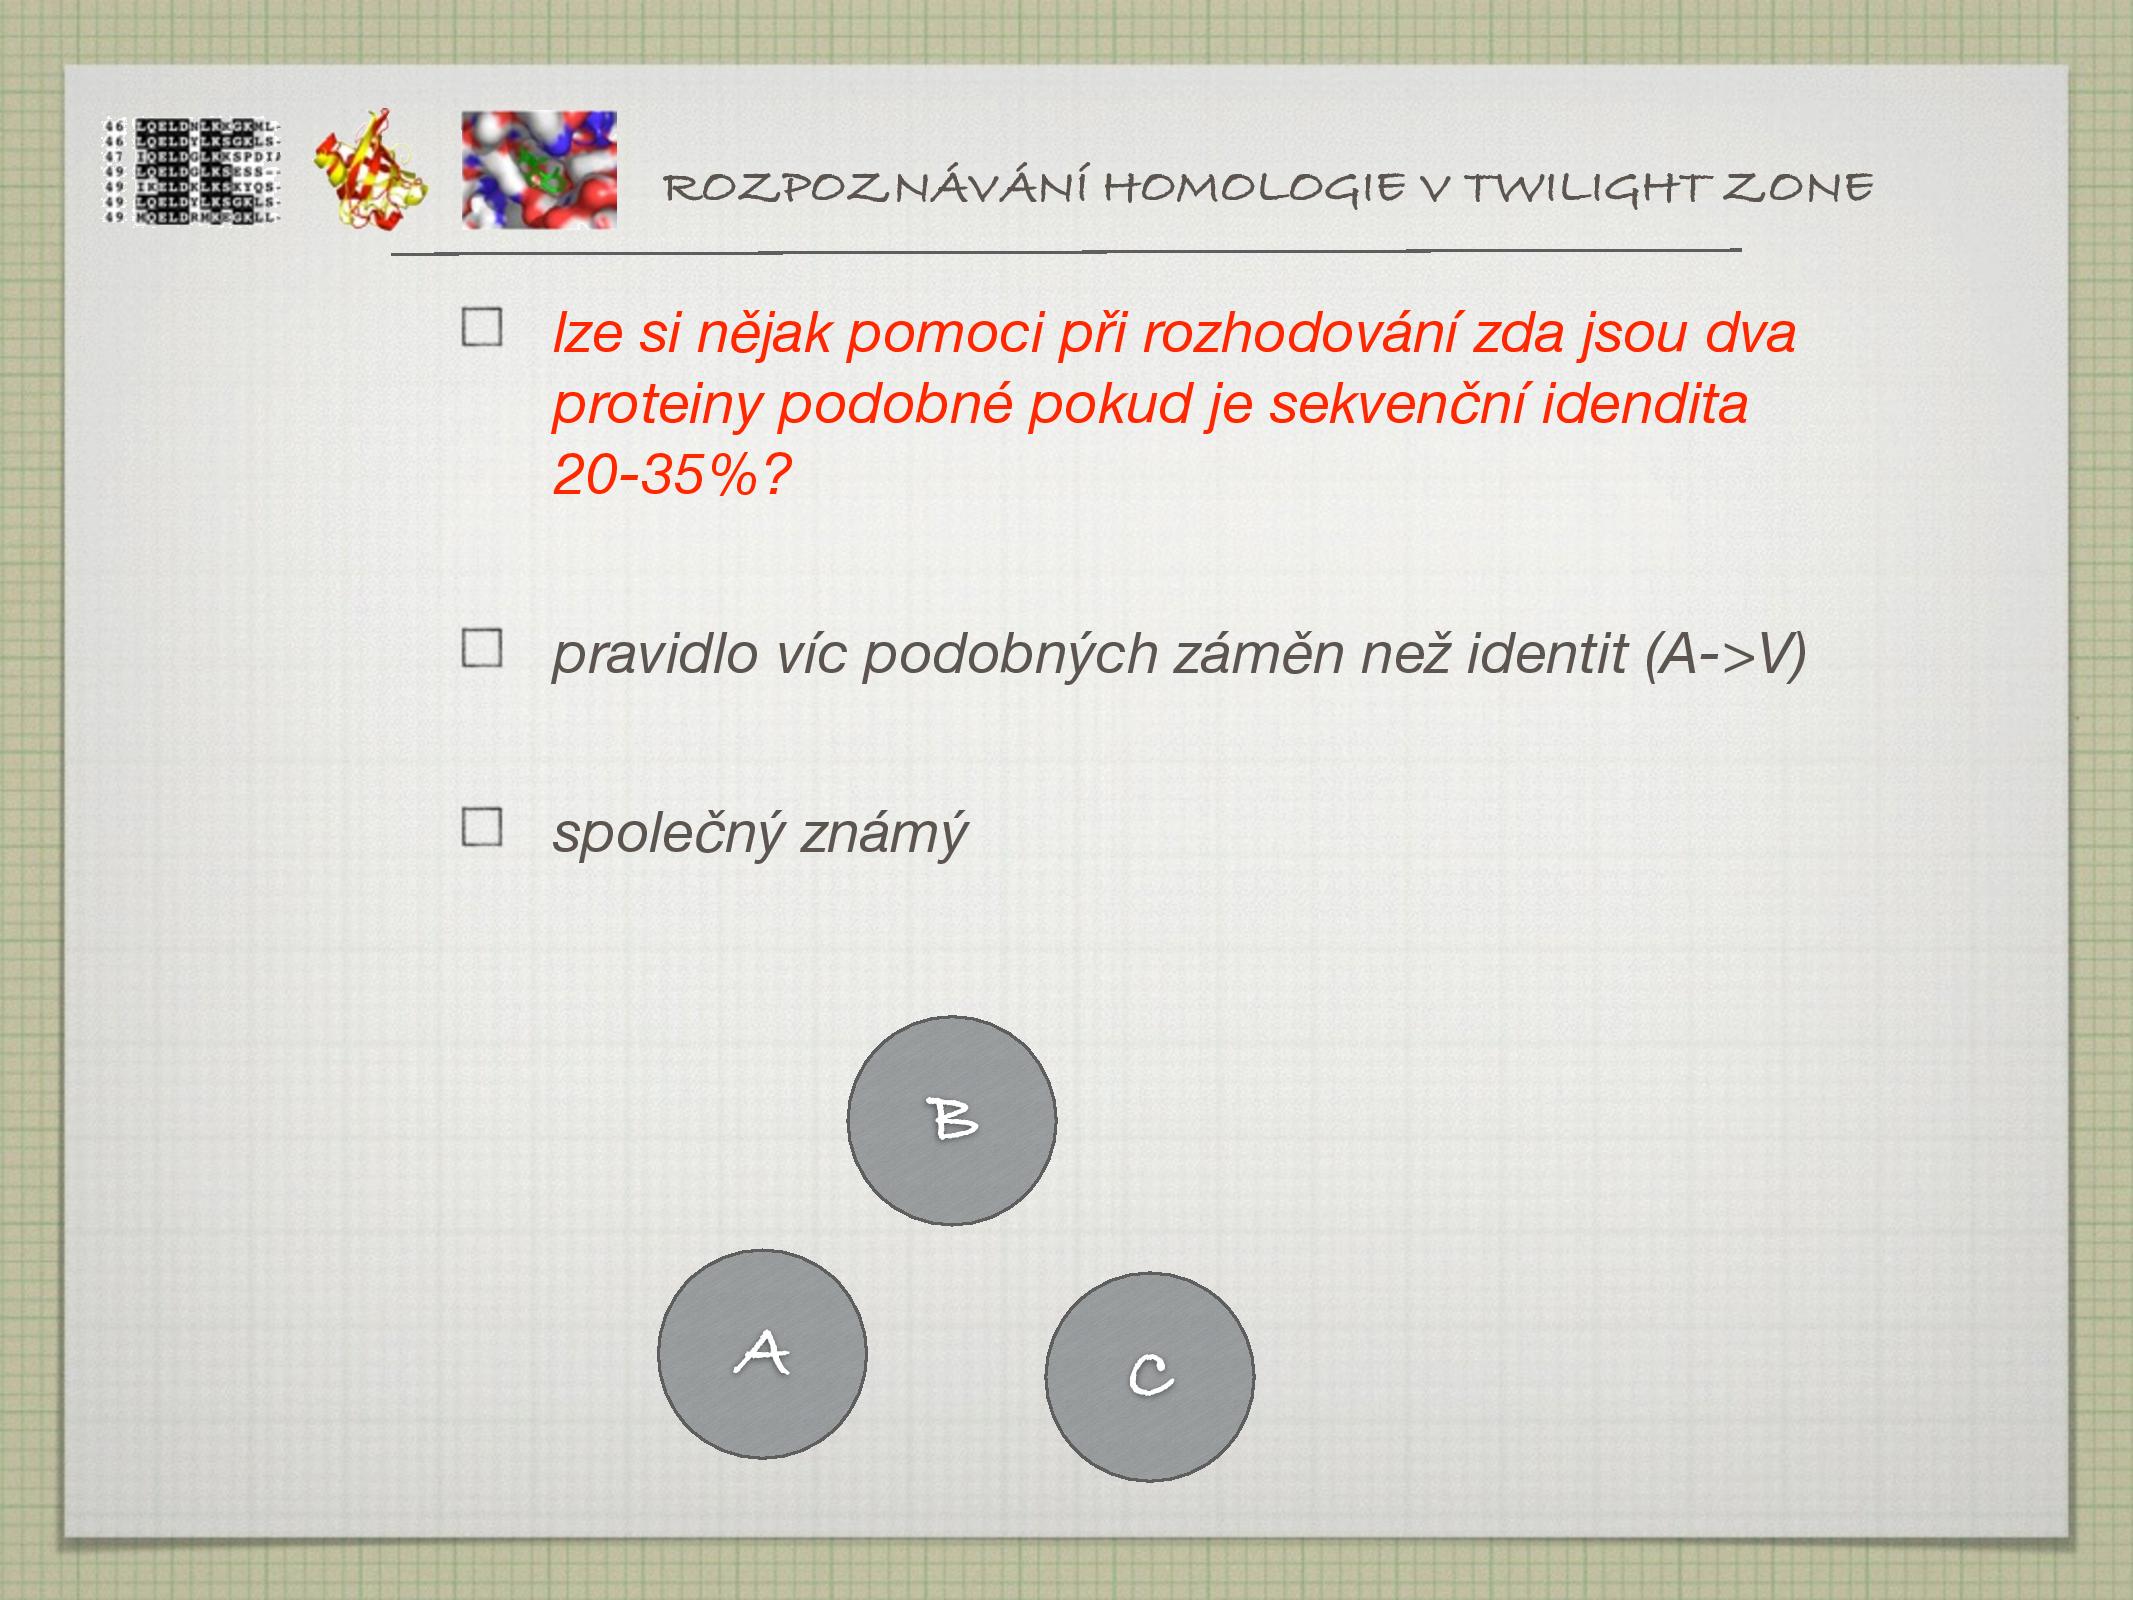 46 LQELDNLKKGKML-
46 LQELDYLKSGKLS-
47 IQELDGLKKSPDI
49 LQELDGLKSESS--
49 IKELDKLKSKYQS-
49 LQELDYLKSGKLS-
49 MQELDRMKEGKLL-
ROZPOZNÁVÁNÍ HOMOLOGIE V TWILIGHT ZONE
lze si nějak pomoci při rozhodování zda jsou dva
proteiny podobné pokud je sekvenční idendita
20-35%?
pravidlo víc podobných záměn než identit (A->V)
společný známý
B
A
C